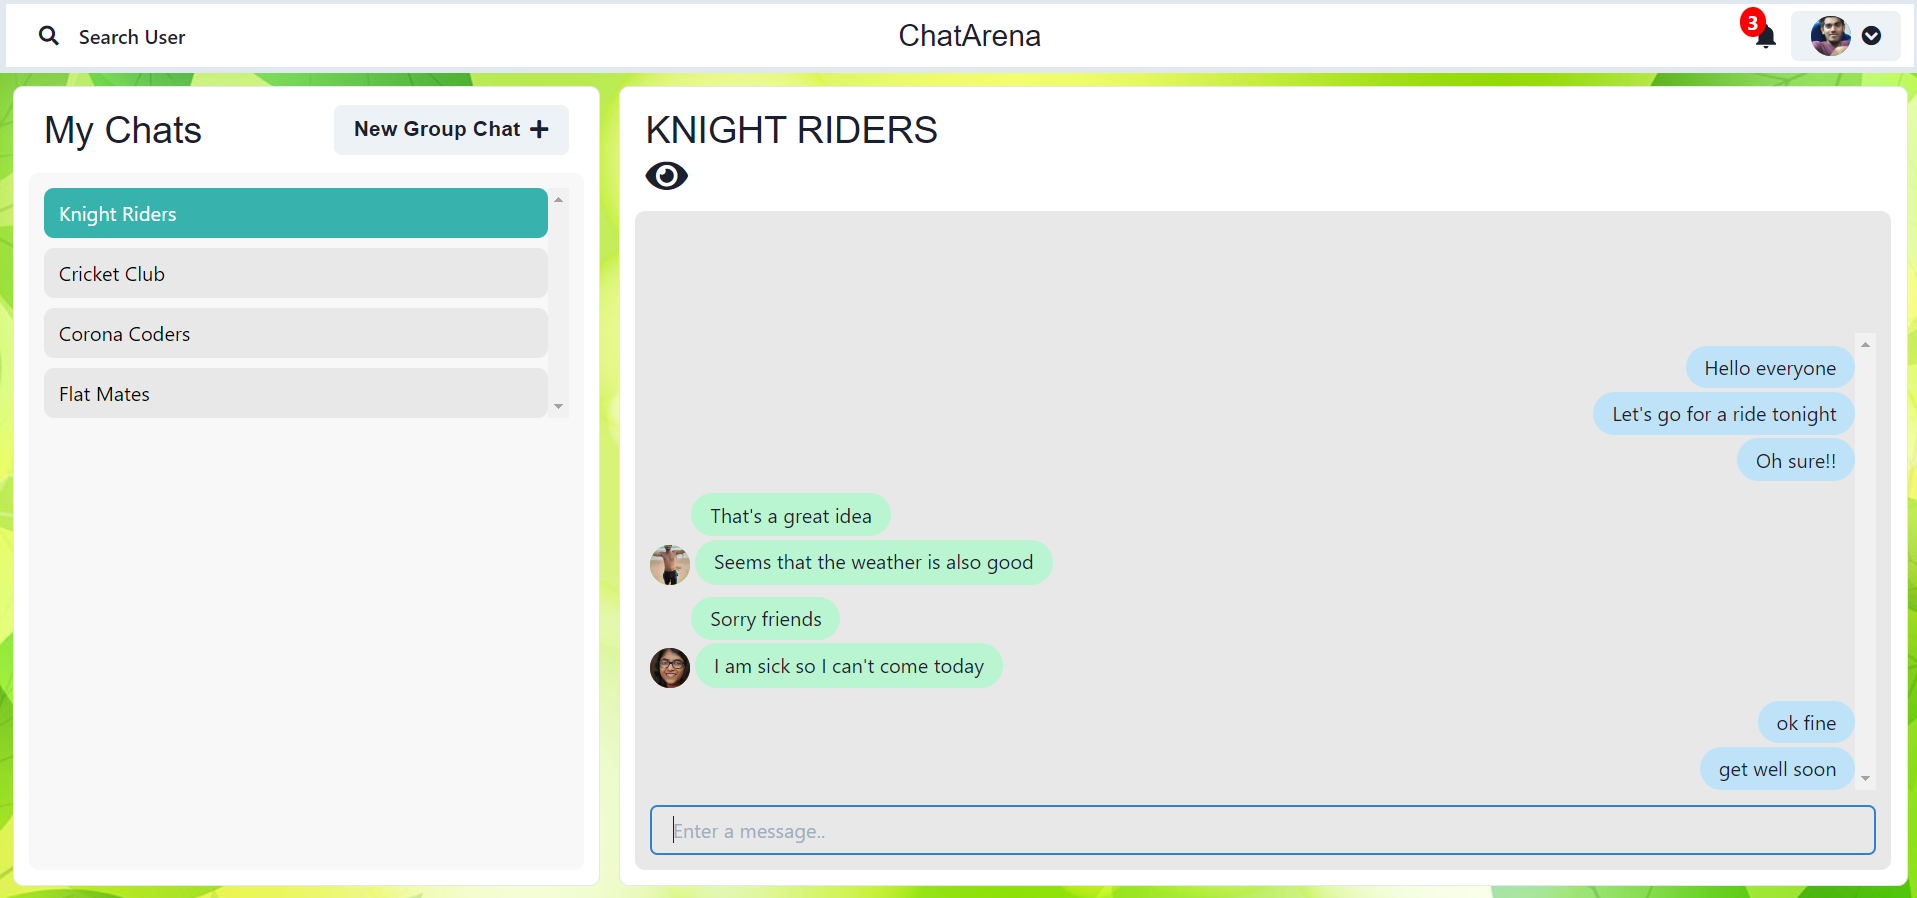 Search User
ChatArena
3
My Chats
New Group Chat +
Knight Riders
Cricket Club
Corona Coders
Flat Mates
KNIGHT RIDERS
Hello everyone
Let's go for a ride tonight
Oh sure!!
That's a great idea
Seems that the weather is also good
Sorry friends
I am sick so I can't come today
ok fine
get well soon
Enter a message..